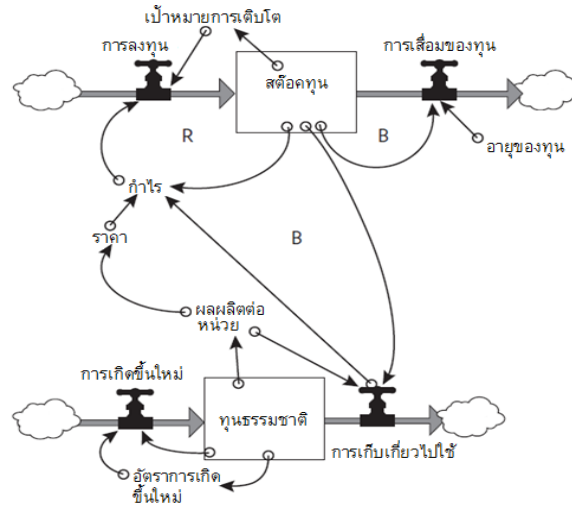 เป้าหมายการเติบโต
การลงทุน
การเสื่อมของทุน
สต๊อคทุน
R
B
อายุของทุน
กำไร
ราคา
B
ผลผลิตต่อ
หน่วย
การเกิดขึ้นใหม่
ทุนธรรมชาติ
การเก็บเกี่ยวไปใช้
อัตราการเกิด
ขึ้นใหม่